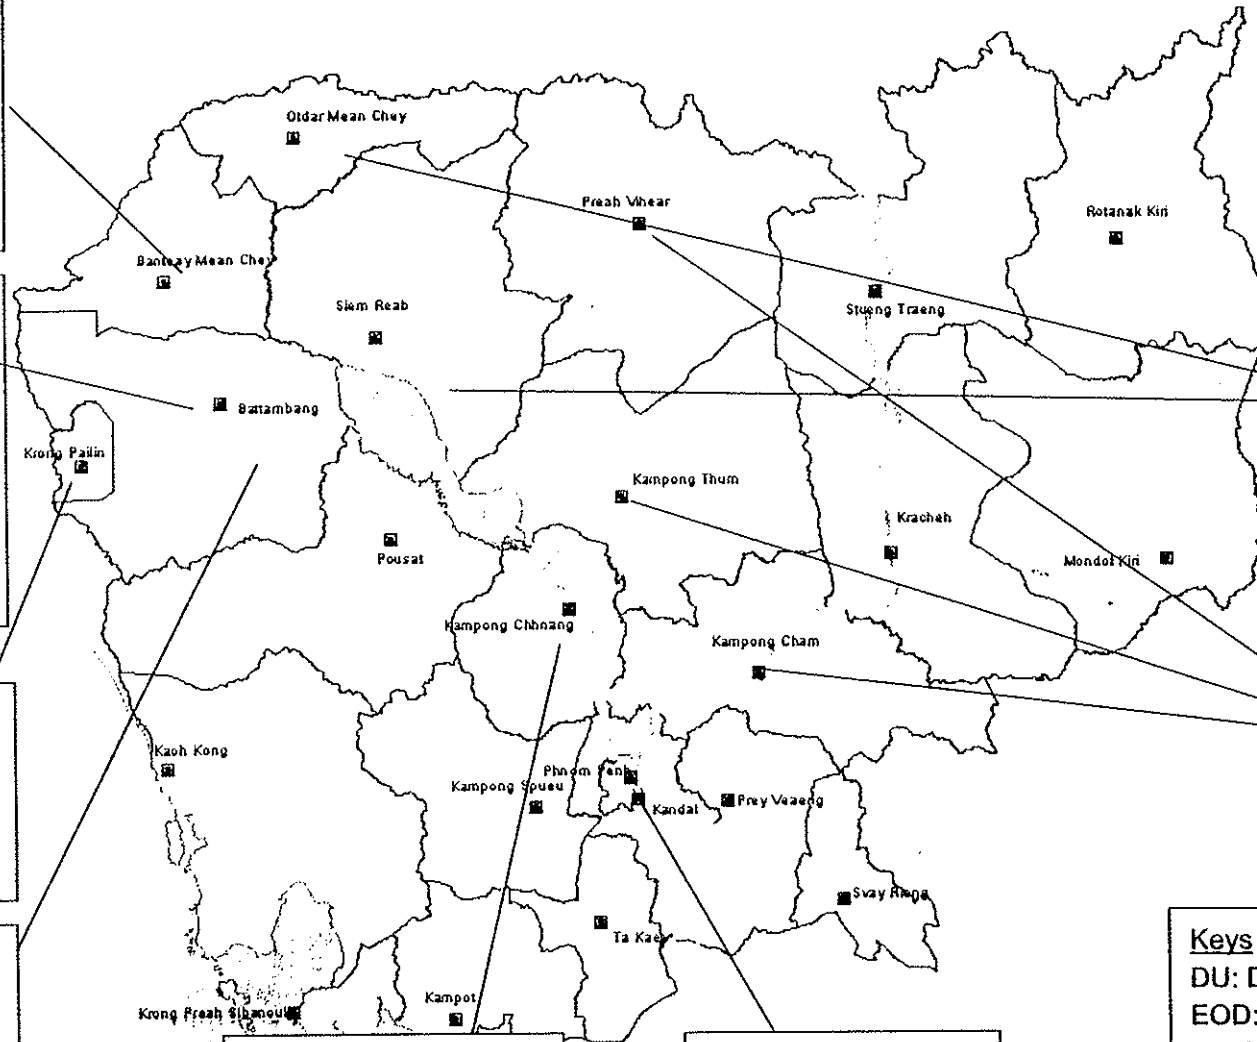 Otdar Mean Chey
Preah Vihear
Rotanak Kiri
Banteay Mean Chey
Siem Reab
Stueng Traeng
Battambang
Krong Pailin
Kampong Thum
Kracheh
Pousat
Mondol Kiri
Kampong Chhnang
Kampong Cham
Kaoh Kong
Phnom Penh
Kampong Spueu
Kandal
Prey Veaeng
Svay Rieng
Ta Kaev
Kampot
Krong Preah Sihanouk
Keys
DU: D
EOD: